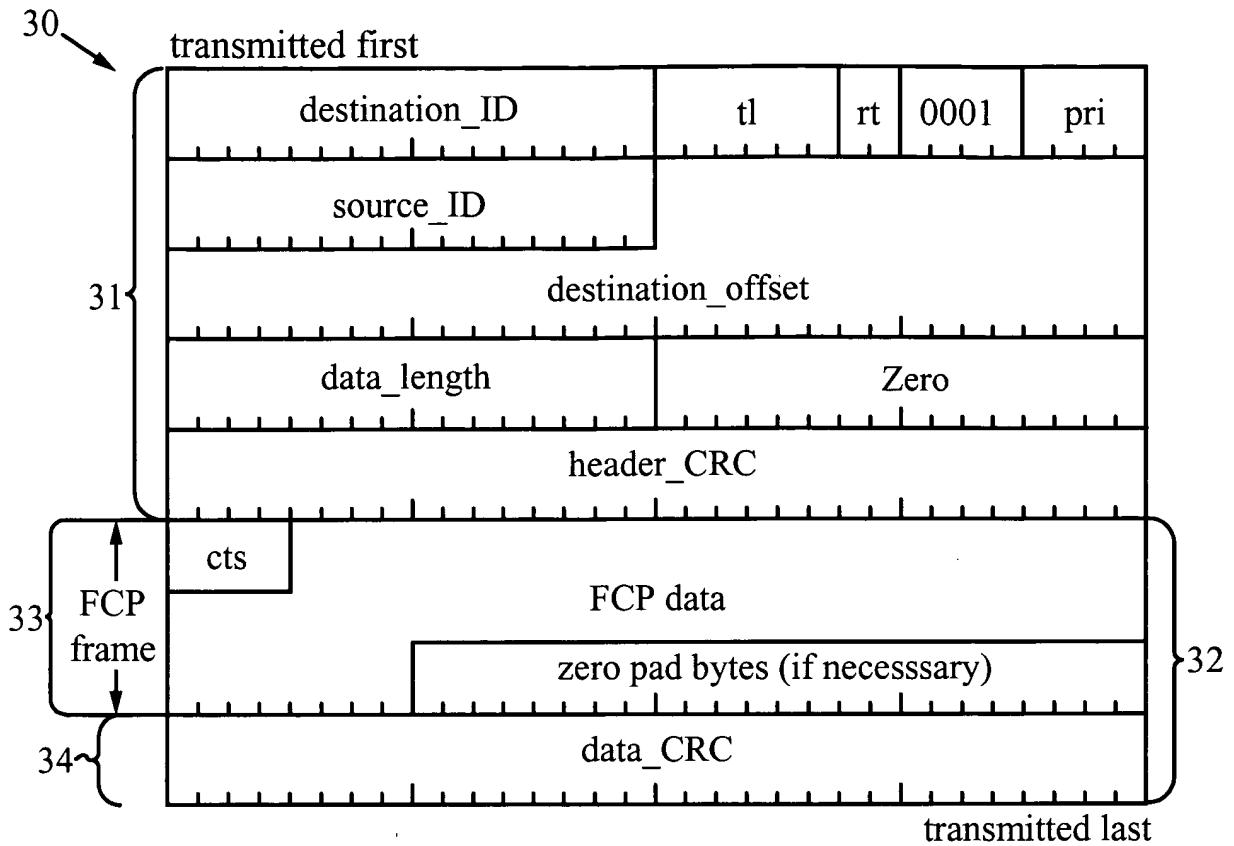 30
transmitted first
destination_ID
tl
rt
0001
pri
source_ID
31
destination_offset
data_length
Zero
header_CRC
cts
33
FCP
frame
FCP data
zero pad bytes (if necesssary)
32
34
data_CRC
transmitted last